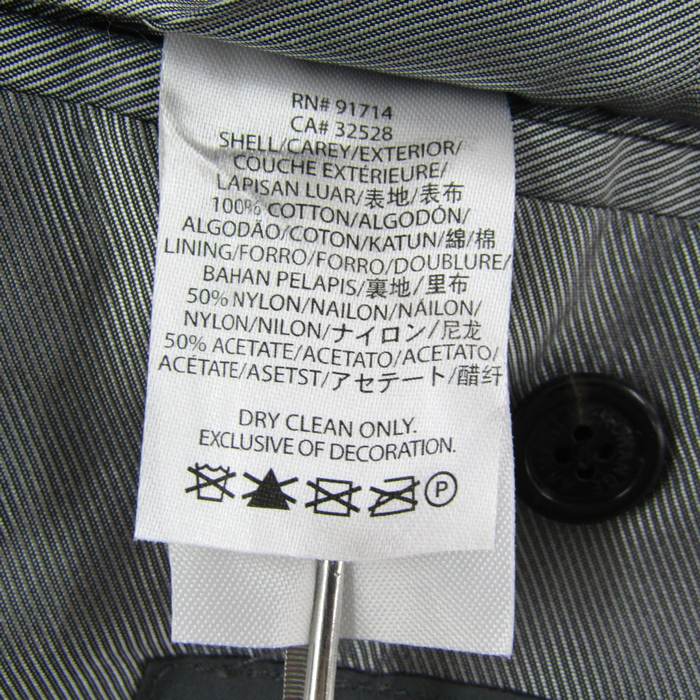 RN# 91714
CA# 32528
SHELL/CAREY/EXTERIOR/
COUCHE EXTÉRIEURE/
LAPISAN LUAR/表地/表布
100% COTTON/ALGODÓN/
ALGODÃO/COTON/KATUN/綿/棉
LINING/FORRO/FORRO/DOUBLURE/
BAHAN PELAPIS/裏地/里布
50% NYLON/NAILON/NÁILON/
NYLON/NILON/ナイロン/尼龙
50% ACETATE/ACETATO/ACETATO/
ACÉTATE/ASETST/アセテート/醋纤
DRY CLEAN ONLY.
EXCLUSIVE OF DECORATION.
P